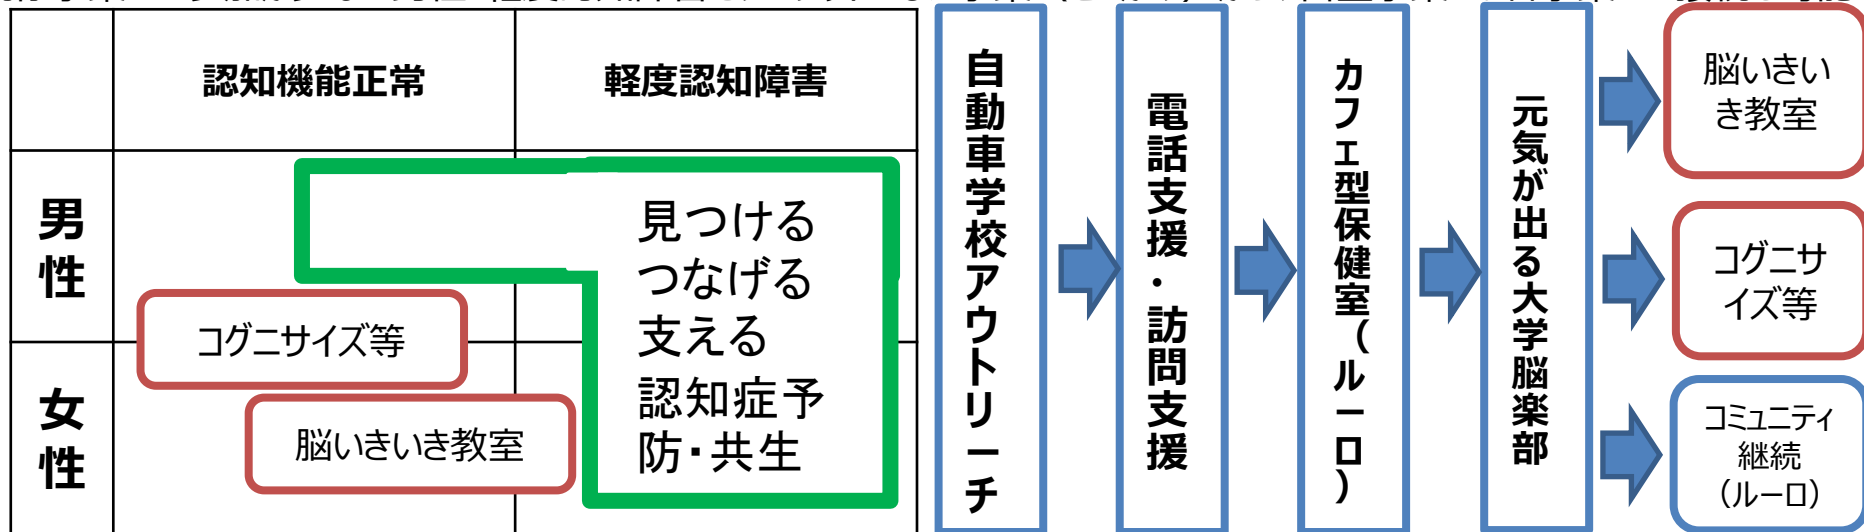 認知機能正常
軽度認知障害
男性
女性
見つける
つなげる
支える
認知症予
防・共生
コグニサイズ等
脳いきいき教室
自動車学校アウトリーチ
電話支援・訪問支援
カフェ型保健室(ルーロ)
元気が出る大学脳楽部
脳いきい
き教室
コグニサ
イズ等
コミュニティ
継続
(ルーロ)